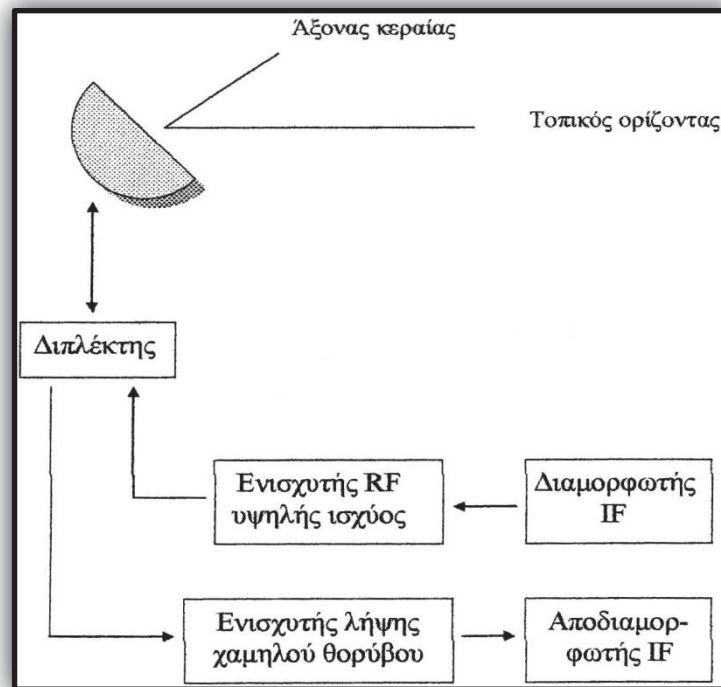 Άξονας κεραίας
Τοπικός ορίζοντας
Διπλέκτης
Ενισχυτής RF
υψηλής ισχύος
Διαμορφωτής
IF
Ενισχυτής λήψης
χαμηλού θορύβου
Αποδιαμορ-
φωτής IF